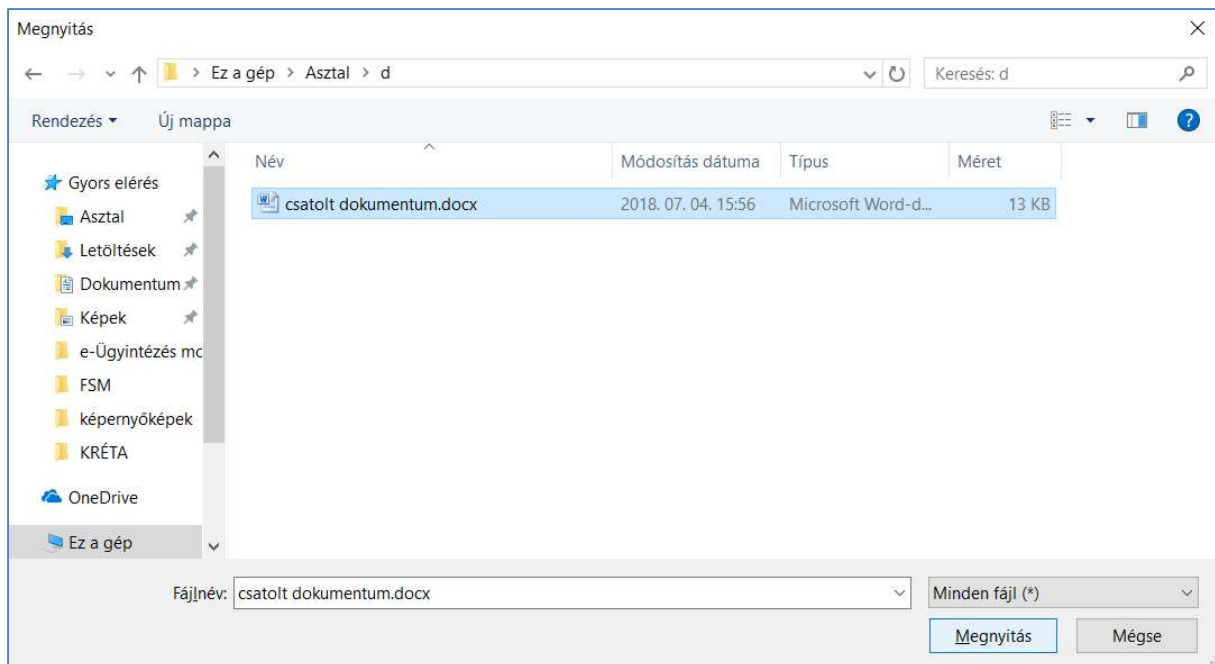 Megnyitás
Ez a gép > Asztal > d
Keresés: d
Rendezés
Új mappa
Név
Módosítás dátuma
Típus
Méret
Gyors elérés
Asztal
Letöltések
Dokumentum
Képek
e-Ügyintézés mc
FSM
képernyőképek
KRÉTA
OneDrive
Ez a gép
csatolt dokumentum.docx
2018. 07. 04. 15:56
Microsoft Word-d...
13 KB
Fájlnév:
csatolt dokumentum.docx
Minden fájl (*)
Megnyitás
Mégse